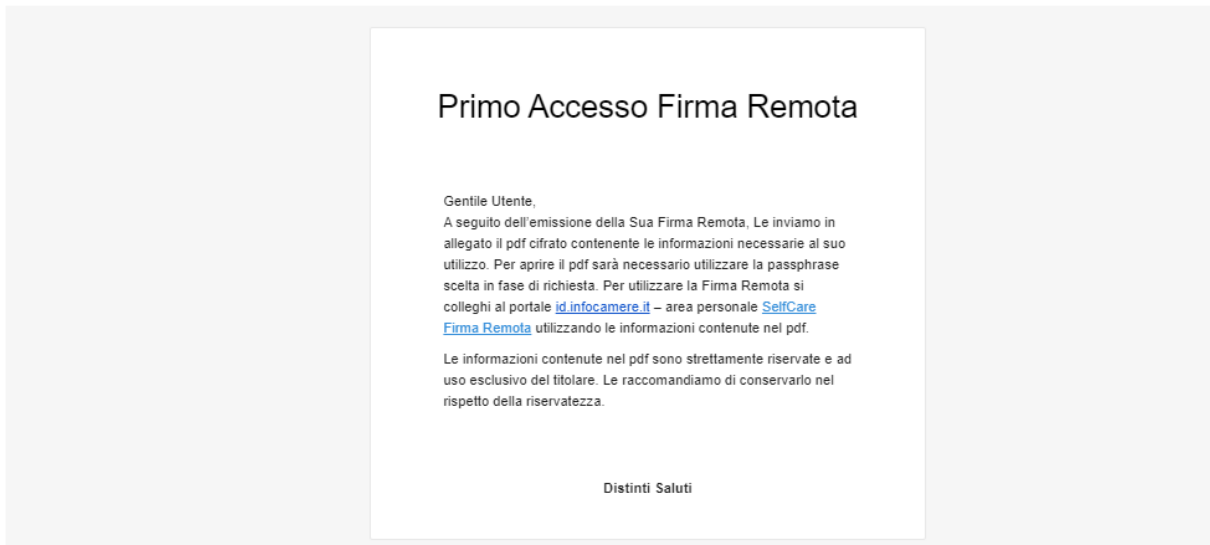 Primo Accesso Firma Remota
Gentile Utente,
A seguito dell'emissione della Sua Firma Remota, Le inviamo in
allegato il pdf cifrato contenente le informazioni necessarie al suo
utilizzo. Per aprire il pdf sarà necessario utilizzare la passphrase
scelta in fase di richiesta. Per utilizzare la Firma Remota si
colleghi al portale id.infocamere.it – area personale SelfCare
Firma Remota utilizzando le informazioni contenute nel pdf.
Le informazioni contenute nel pdf sono strettamente riservate e ad
uso esclusivo del titolare. Le raccomandiamo di conservarlo nel
rispetto della riservatezza.
Distinti Saluti